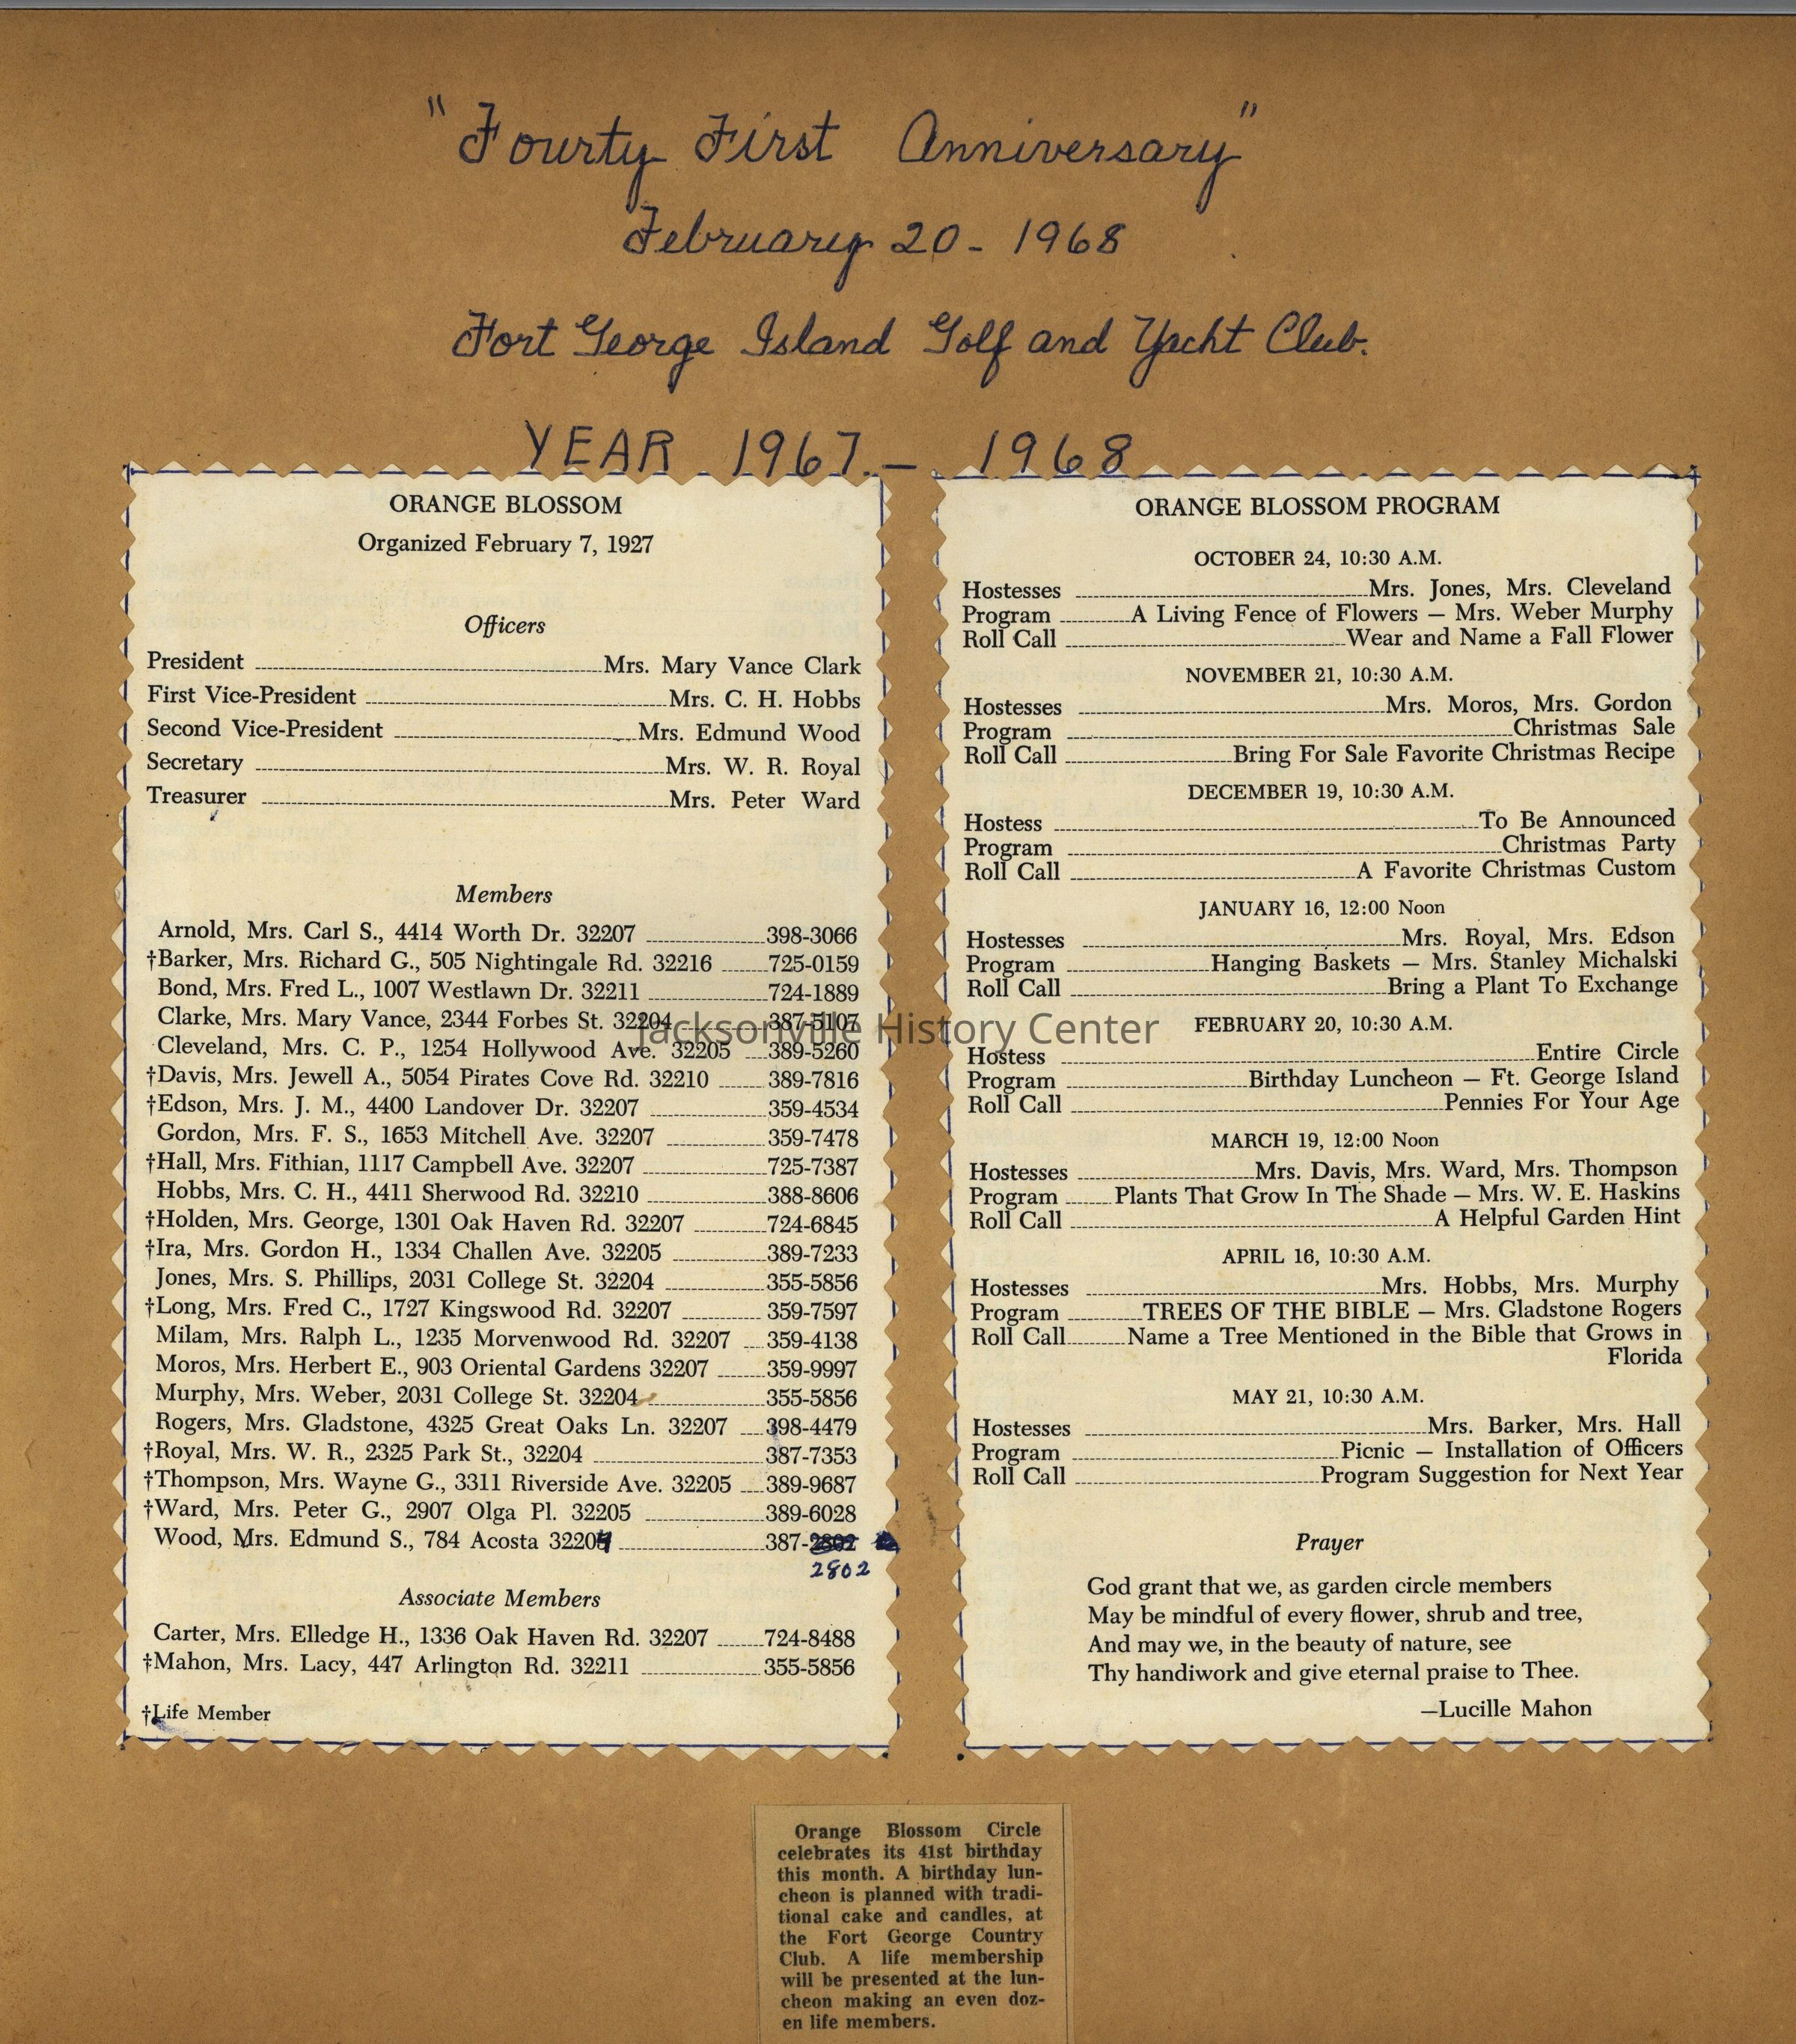 "Fourty First Anniversary"
February 20 - 1968
Fort George Island Golf and Yacht Club.
YEAR 1967. - 1968
ORANGE BLOSSOM
Organized February 7, 1927
Officers
President Mrs. Mary Vance Clark
First Vice-President Mrs. C. H. Hobbs
Second Vice-President Mrs. Edmund Wood
Secretary Mrs. W. R. Royal
Treasurer Mrs. Peter Ward
Members
Arnold, Mrs. Carl S., 4414 Worth Dr. 32207 398-3066
†Barker, Mrs. Richard G., 505 Nightingale Rd. 32216 725-0159
Bond, Mrs. Fred L., 1007 Westlawn Dr. 32211 724-1889
Clarke, Mrs. Mary Vance, 2344 Forbes St. 32204 387-5107
Cleveland, Mrs. C. P., 1254 Hollywood Ave. 32205 389-5260
†Davis, Mrs. Jewell A., 5054 Pirates Cove Rd. 32210 389-7816
†Edson, Mrs. J. M., 4400 Landover Dr. 32207 359-4534
Gordon, Mrs. F. S., 1653 Mitchell Ave. 32207 359-7478
†Hall, Mrs. Fithian, 1117 Campbell Ave. 32207 725-7387
Hobbs, Mrs. C. H., 4411 Sherwood Rd. 32210 388-8606
†Holden, Mrs. George, 1301 Oak Haven Rd. 32207 724-6845
†Ira, Mrs. Gordon H., 1334 Challen Ave. 32205 389-7233
Jones, Mrs. S. Phillips, 2031 College St. 32204 355-5856
†Long, Mrs. Fred C., 1727 Kingswood Rd. 32207 359-7597
Milam, Mrs. Ralph L., 1235 Morvenwood Rd. 32207 359-4138
Moros, Mrs. Herbert E., 903 Oriental Gardens 32207 359-9997
Murphy, Mrs. Weber, 2031 College St. 32204 355-5856
Rogers, Mrs. Gladstone, 4325 Great Oaks Ln. 32207 398-4479
†Royal, Mrs. W. R., 2325 Park St., 32204 387-7353
†Thompson, Mrs. Wayne G., 3311 Riverside Ave. 32205 389-9687
†Ward, Mrs. Peter G., 2907 Olga Pl. 32205 389-6028
Wood, Mrs. Edmund S., 784 Acosta 32204 387-2802
2802
Associate Members
Carter, Mrs. Elledge H., 1336 Oak Haven Rd. 32207 724-8488
‡Mahon, Mrs. Lacy, 447 Arlington Rd. 32211 355-5856
†Life Member
ORANGE BLOSSOM PROGRAM
OCTOBER 24, 10:30 A.M.
Hostesses Mrs. Jones, Mrs. Cleveland
Program A Living Fence of Flowers — Mrs. Weber Murphy
Roll Call Wear and Name a Fall Flower
NOVEMBER 21, 10:30 A.M.
Hostesses Mrs. Moros, Mrs. Gordon
Program Christmas Sale
Roll Call Bring For Sale Favorite Christmas Recipe
DECEMBER 19, 10:30 A.M.
Hostess To Be Announced
Program Christmas Party
Roll Call A Favorite Christmas Custom
JANUARY 16, 12:00 Noon
Hostesses Mrs. Royal, Mrs. Edson
Program Hanging Baskets — Mrs. Stanley Michalski
Roll Call Bring a Plant To Exchange
FEBRUARY 20, 10:30 A.M.
Hostess Entire Circle
Program Birthday Luncheon — Ft. George Island
Roll Call Pennies For Your Age
MARCH 19, 12:00 Noon
Hostesses Mrs. Davis, Mrs. Ward, Mrs. Thompson
Program Plants That Grow In The Shade — Mrs. W. E. Haskins
Roll Call A Helpful Garden Hint
APRIL 16, 10:30 A.M.
Hostesses Mrs. Hobbs, Mrs. Murphy
Program TREES OF THE BIBLE — Mrs. Gladstone Rogers
Roll Call Name a Tree Mentioned in the Bible that Grows in
Florida
MAY 21, 10:30 A.M.
Hostesses Mrs. Barker, Mrs. Hall
Program Picnic — Installation of Officers
Roll Call Program Suggestion for Next Year
Prayer
God grant that we, as garden circle members
May be mindful of every flower, shrub and tree,
And may we, in the beauty of nature, see
Thy handiwork and give eternal praise to Thee.
—Lucille Mahon
Jacksonville History Center
Orange Blossom Circle
celebrates its 41st birthday
this month. A birthday lun-
cheon is planned with tradi-
tional cake and candles, at
the Fort George Country
Club. A life membership
will be presented at the lun-
cheon making an even doz-
en life members.